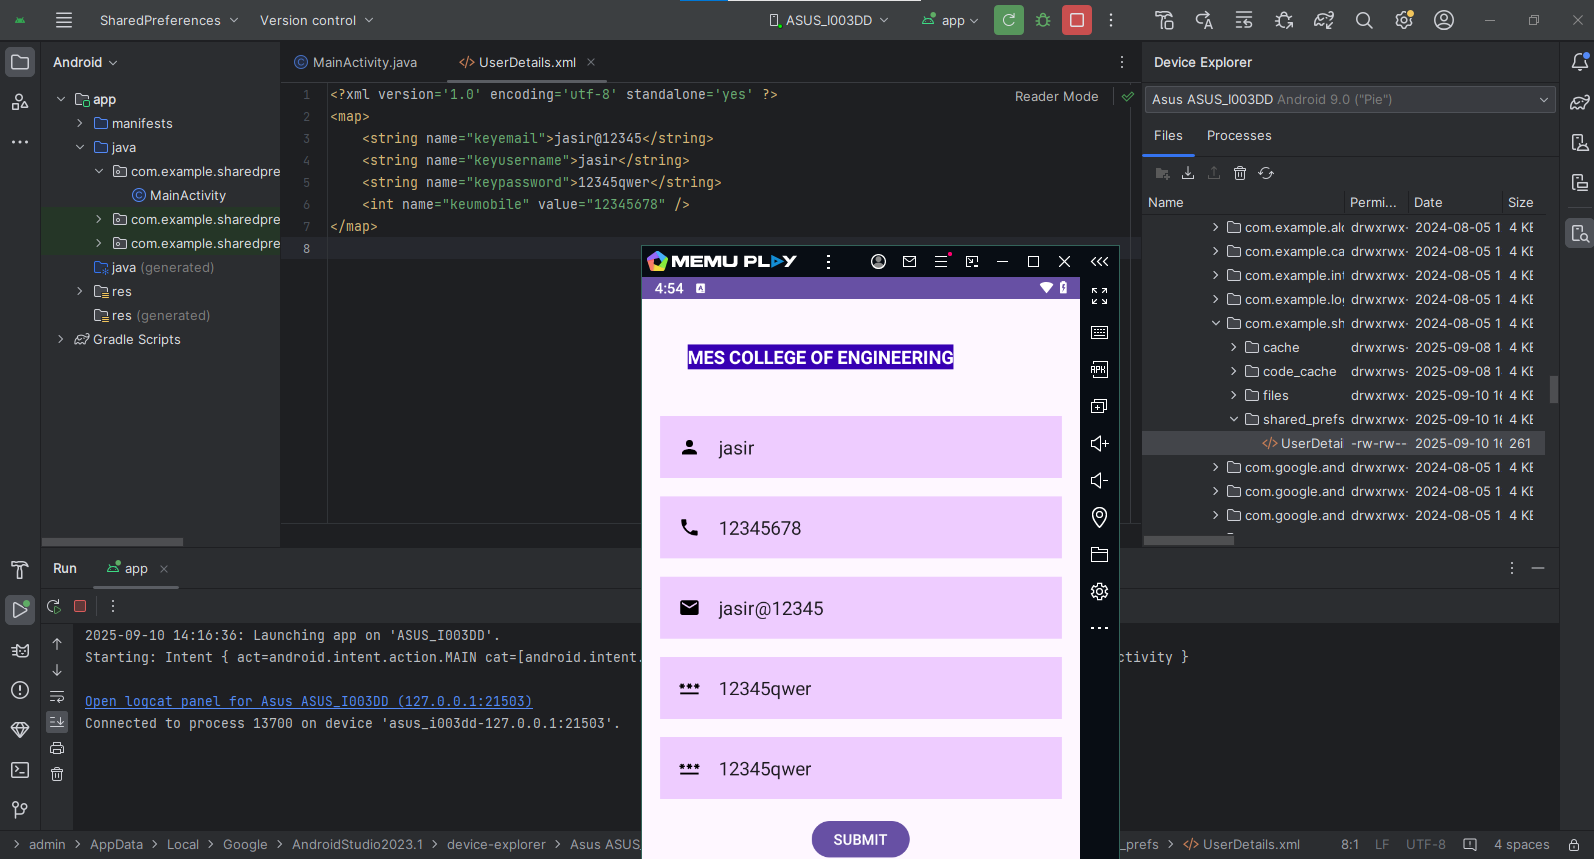 SharedPreferences
Version control
ASUS_I003DD
app
Android
MainActivity.java
UserDetails.xml
Device Explorer
app
manifests
java
com.example.sharedpre
MainActivity
com.example.sharedpre
com.example.sharedpre
java (generated)
res
res (generated)
Gradle Scripts
1 <?xml version='1.0' encoding='utf-8' standalone='yes' ?>
2 <map>
3 <string name="keyemail">jasir@12345</string>
4 <string name="keyusername">jasir</string>
5 <string name="keypassword">12345qwer</string>
6 <int name="keumobile" value="12345678" />
7 </map>
8
Reader Mode
Asus ASUS_I003DD Android 9.0 ("Pie")
Files Processes
Name Permi... Date Size
com.example.alc drwxrwx- 2024-08-05 1 4 KE
com.example.ca drwxrwx- 2024-08-05 1 4 KE
com.example.int drwxrwx- 2024-08-05 1 4 KE
com.example.log drwxrwx- 2024-08-05 1 4 KE
com.example.sh drwxrwx- 2024-08-05 1 4 KE
cache drwxrws- 2025-09-08 1 4 KE
code_cache drwxrws- 2025-09-08 1 4 KE
files drwxrwx- 2025-09-10 16 4 KE
shared_prefs drwxrwx- 2025-09-10 16 4 KE
UserDetai -rw-rw-- 2025-09-10 16 261
com.google.and drwxrwx- 2024-08-05 1 4 KE
com.google.and drwxrwx- 2024-08-05 1 4 KE
com.google.and drwxrwx- 2024-08-05 1 4 KE
MEMU PLAY
4:54 A
MES COLLEGE OF ENGINEERING
jasir
12345678
jasir@12345
12345qwer
12345qwer
SUBMIT
APK
Run
app
2025-09-10 14:16:36: Launching app on 'ASUS_I003DD'.
Starting: Intent { act=android.intent.action.MAIN cat=[android.intent.
ctivity }
Open logcat panel for Asus ASUS_I003DD (127.0.0.1:21503)
Connected to process 13700 on device 'asus_i003dd-127.0.0.1:21503'.
admin > AppData > Local > Google > AndroidStudio2023.1 > device-explorer > Asus ASUS_
_prefs > UserDetails.xml
8:1 LF UTF-8 4 spaces